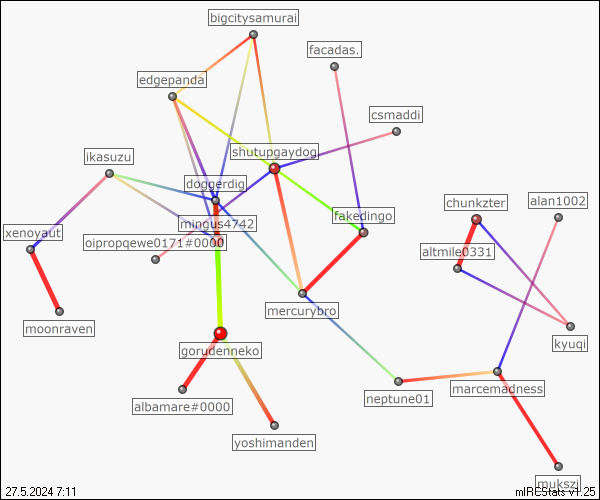 bigcitysamurai
facadas.
edgepanda
csmaddi
shutupgaydog
ikasuzu
doggerdig
alan1002
chunkzter
fakedingo
mingus4742
xenoyaut
oipropqewe0171#0000
altmile0331
mercurybro
moonraven
kyuqi
gorudenneko
marcemadness
neptune01
albamare#0000
yoshimanden
mukszj
27.5.2024 7:11
mIRCStats v1.25